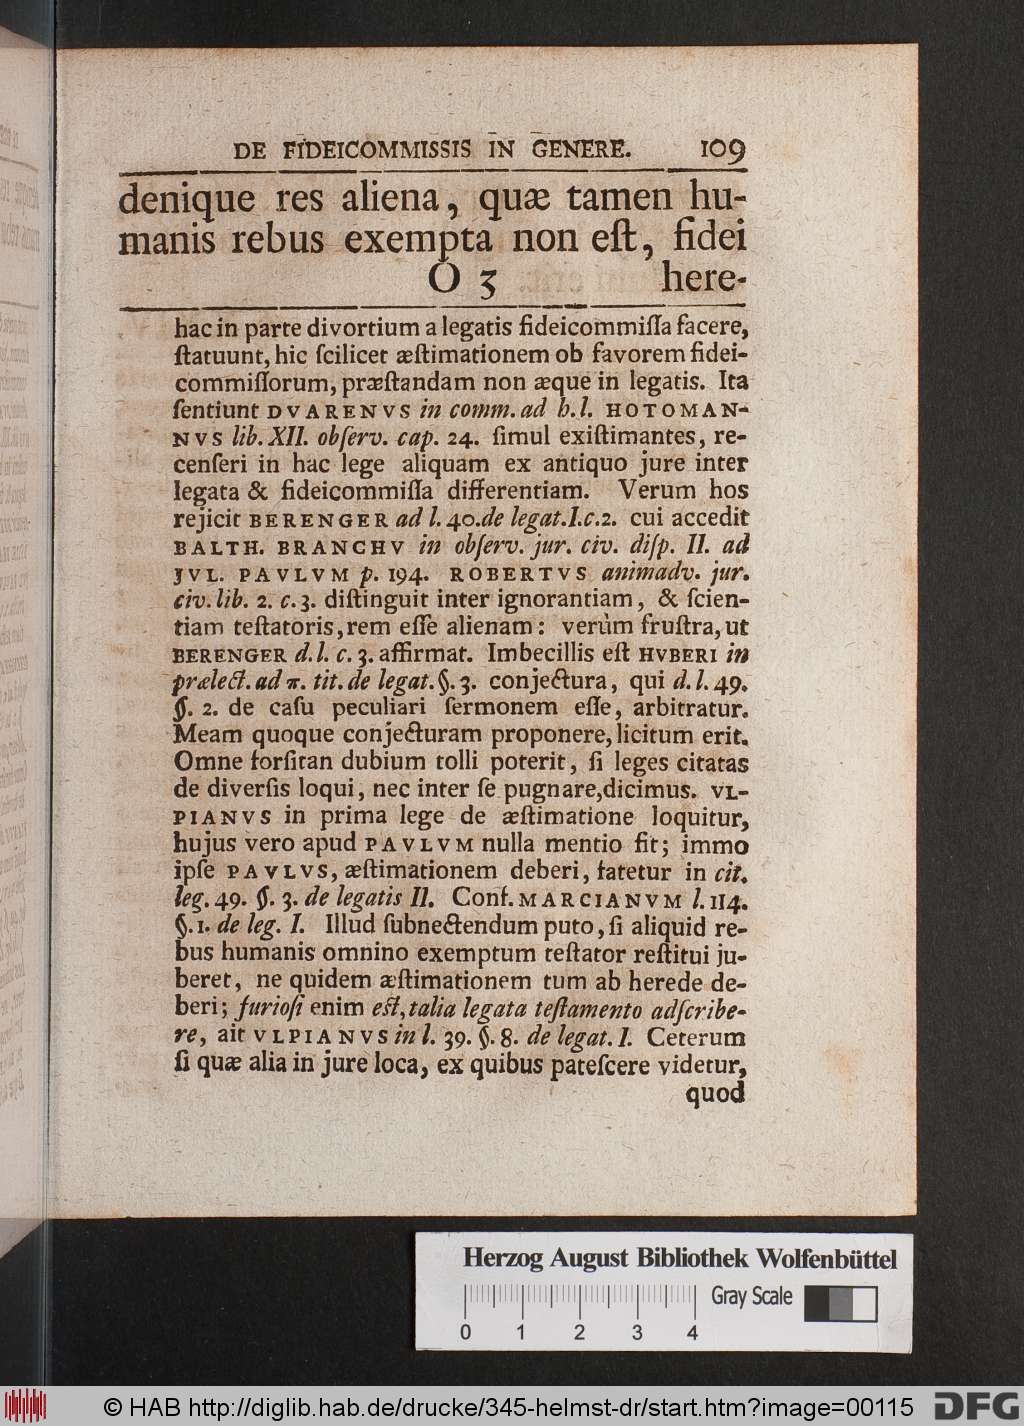 DE FIDEICOMMISSIS IN GENERE. 109
denique res aliena, quæ tamen hu-
manis rebus exempta non eſt, fidei
O 3 here-
hac in parte divortium a legatis fideicommiſſa facere,
ſtatuunt, hic ſcilicet æſtimationem ob favorem fidei-
commiſſorum, præſtandam non æque in legatis. Ita
ſentiunt DVARENVS in comm. ad h. l. HOTOMAN-
NVS lib. XII. obſerv. cap. 24. ſimul exiſtimantes, re-
cenſeri in hac lege aliquam ex antiquo jure inter
legata & fideicommiſſa differentiam. Verum hos
rejicit BERENGER ad l. 40. de legat. I. c. 2. cui accedit
BALTH. BRANCHV in obſerv. jur. civ. diſp. II. ad
JVL. PAVLVM p. 194. ROBERTVS animadv. jur.
civ. lib. 2. c. 3. diſtinguit inter ignorantiam, & ſcien-
tiam teſtatoris, rem eſſe alienam: verùm fruſtra, ut
BERENGER d. l. c. 3. affirmat. Imbecillis eſt HVBERI in
prælect. ad π. tit. de legat. §. 3. conjectura, qui d. l. 49.
§. 2. de caſu peculiari ſermonem eſſe, arbitratur.
Meam quoque conjecturam proponere, licitum erit.
Omne forſitan dubium tolli poterit, ſi leges citatas
de diverſis loqui, nec inter ſe pugnare, dicimus. VL-
PIANVS in prima lege de æſtimatione loquitur,
hujus vero apud PAVLVM nulla mentio fit; immo
ipſe PAVLVS, æſtimationem deberi, fatetur in cit.
leg. 49. §. 3. de legatis II. Conf. MARCIANVM l. 114.
§. 1. de leg. I. Illud ſubnectendum puto, ſi aliquid re-
bus humanis omnino exemptum teſtator reſtitui ju-
beret, ne quidem æſtimationem tum ab herede de-
beri; furioſi enim eſt, talia legata teſtamento adſcribe-
re, ait VLPIANVS in l. 39. §. 8. de legat. I. Ceterum
ſi quæ alia in jure loca, ex quibus pateſcere videtur,
quod
Herzog August Bibliothek Wolfenbüttel
Gray Scale
0 1 2 3 4
© HAB http://diglib.hab.de/drucke/345-helmst-dr/start.htm?image=00115
DFG